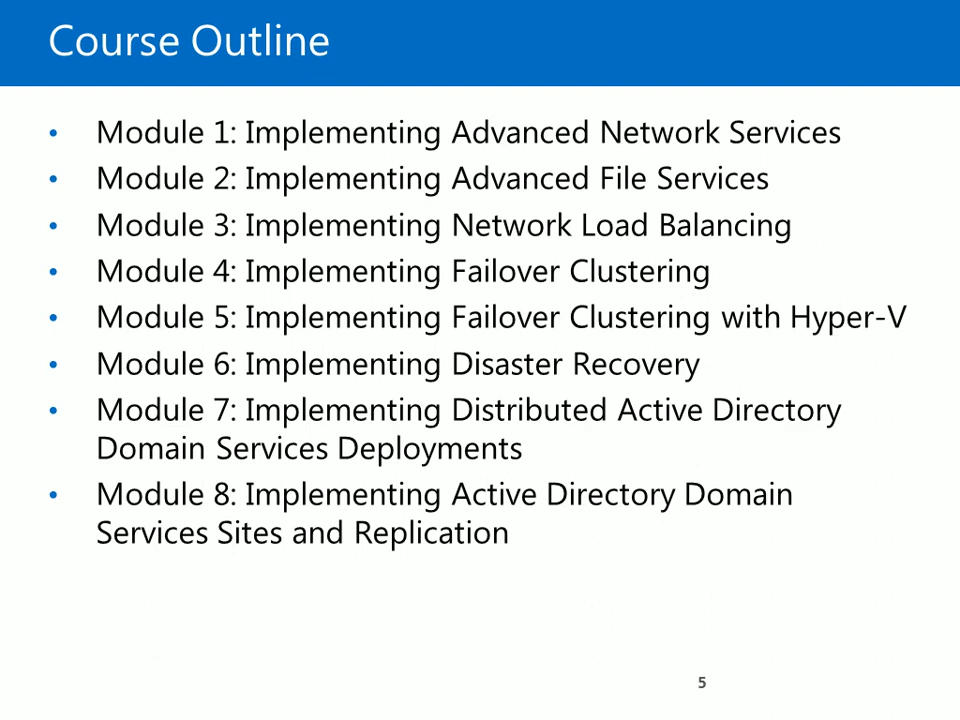 Course Outline
• Module 1: Implementing Advanced Network Services
• Module 2: Implementing Advanced File Services
• Module 3: Implementing Network Load Balancing
• Module 4: Implementing Failover Clustering
• Module 5: Implementing Failover Clustering with Hyper-V
• Module 6: Implementing Disaster Recovery
• Module 7: Implementing Distributed Active Directory
Domain Services Deployments
• Module 8: Implementing Active Directory Domain
Services Sites and Replication
5